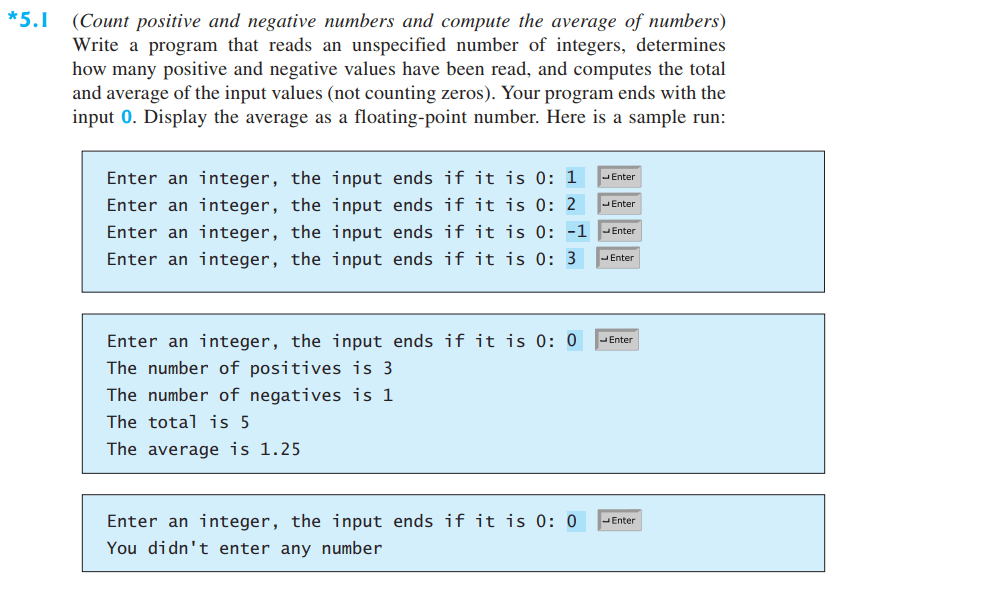 *5.1 (Count positive and negative numbers and compute the average of numbers)
Write a program that reads an unspecified number of integers, determines
how many positive and negative values have been read, and computes the total
and average of the input values (not counting zeros). Your program ends with the
input 0. Display the average as a floating-point number. Here is a sample run:
Enter an integer, the input ends if it is 0: 1 ↵Enter
Enter an integer, the input ends if it is 0: 2 ↵Enter
Enter an integer, the input ends if it is 0: -1 ↵Enter
Enter an integer, the input ends if it is 0: 3 ↵Enter
Enter an integer, the input ends if it is 0: 0 ↵Enter
The number of positives is 3
The number of negatives is 1
The total is 5
The average is 1.25
Enter an integer, the input ends if it is 0: 0 ↵Enter
You didn't enter any number